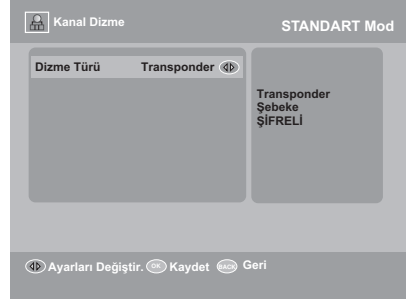 Kanal Dizme
STANDART Mod
Dizme Türü Transponder
Transponder
Şebeke
ŞİFRELİ
Ayarları Değiştir. OK Kaydet BACK Geri